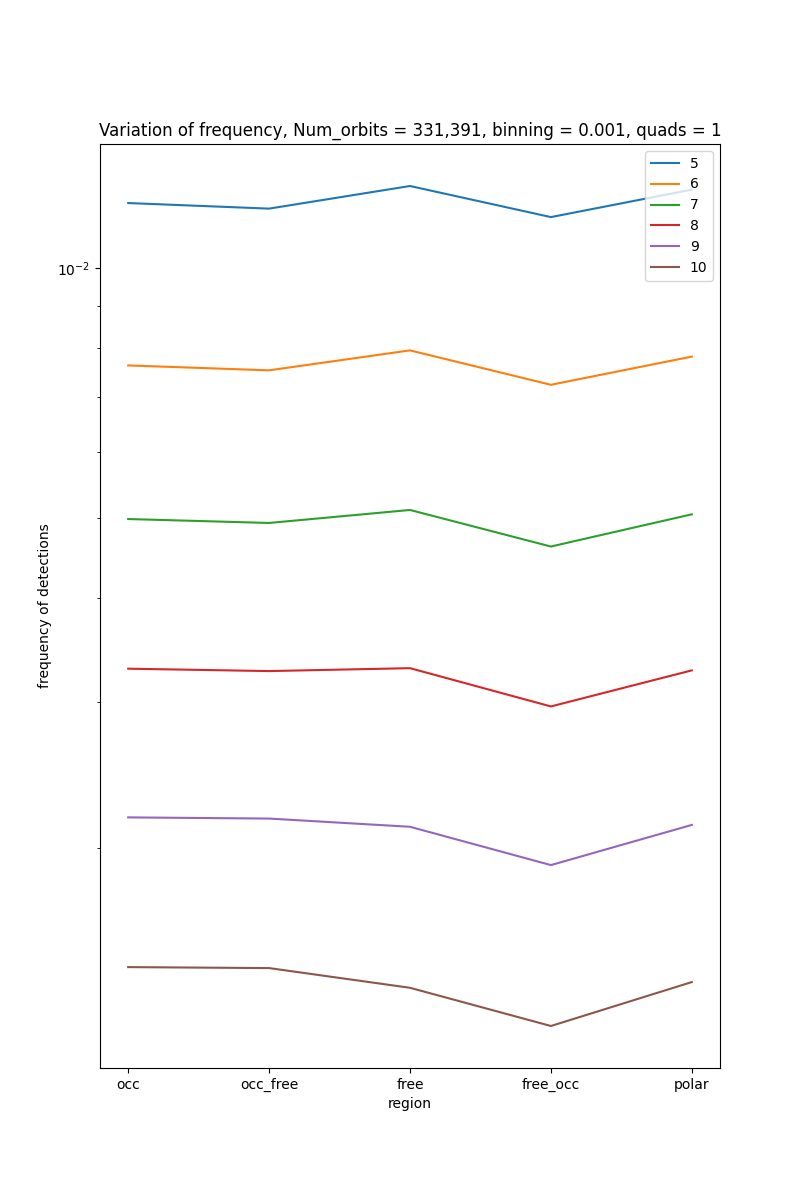 Variation of frequency, Num_orbits = 331,391, binning = 0.001, quads = 1
5
6
7
8
9
10
10⁻²
frequency of detections
occ occ_free free free_occ polar
region